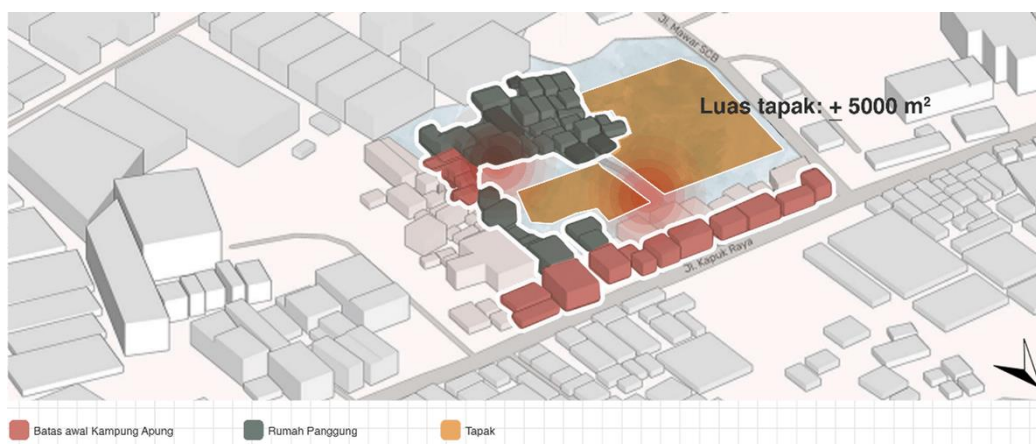 Jl. Mawar SCB
Luas tapak: ± 5000 m²
Jl. Kapuk Raya
Batas awal Kampung Apung
Rumah Panggung
Tapak